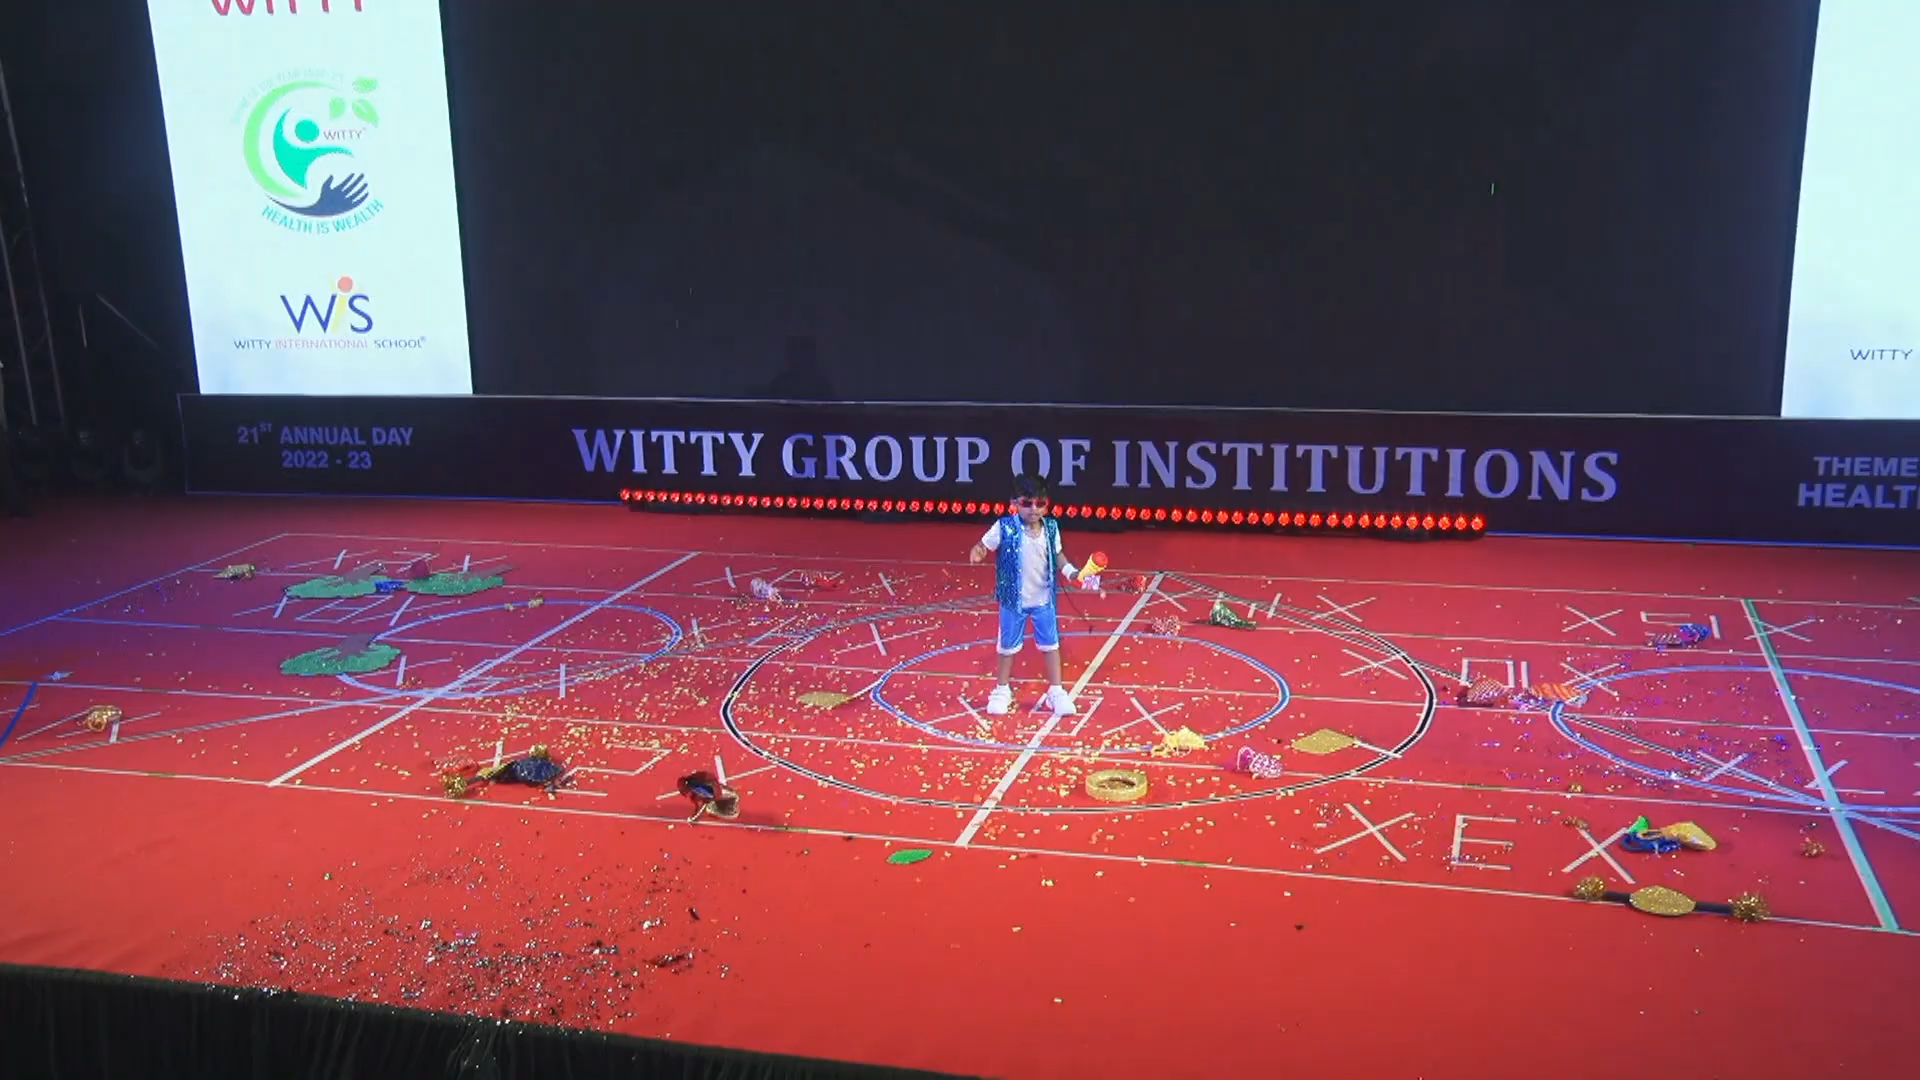 WITTY
WITTY
HEALTH IS WEALTH
WiS
WITTY INTERNATIONAL SCHOOL®
WITTY
21ST ANNUAL DAY
2022 - 23
WITTY GROUP OF INSTITUTIONS
THEME
HEALT
XEX